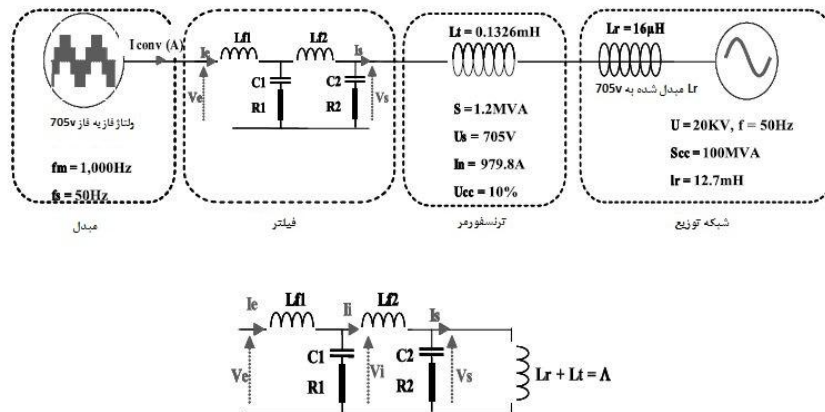 I conv (A)
ولتاژ فاز به فاز 705v
fm = 1,000Hz
fs = 50Hz
مبدل
Ie
Lf1
Lf2
Is
C1
C2
R1
R2
Ve
Vs
فیلتر
Lt = 0.1326mH
S = 1.2MVA
Us = 705V
In = 979.8A
Ucc = 10%
ترنسفورمر
Lr = 16μH
Lr مبدل شده به 705v
U = 20KV, f = 50Hz
Scc = 100MVA
Ir = 12.7mH
شبکه توزیع
Ie
Lf1
Ii
Lf2
Is
C1
C2
Ve
R1
Vi
R2
Vs
Lr + Lt = Λ